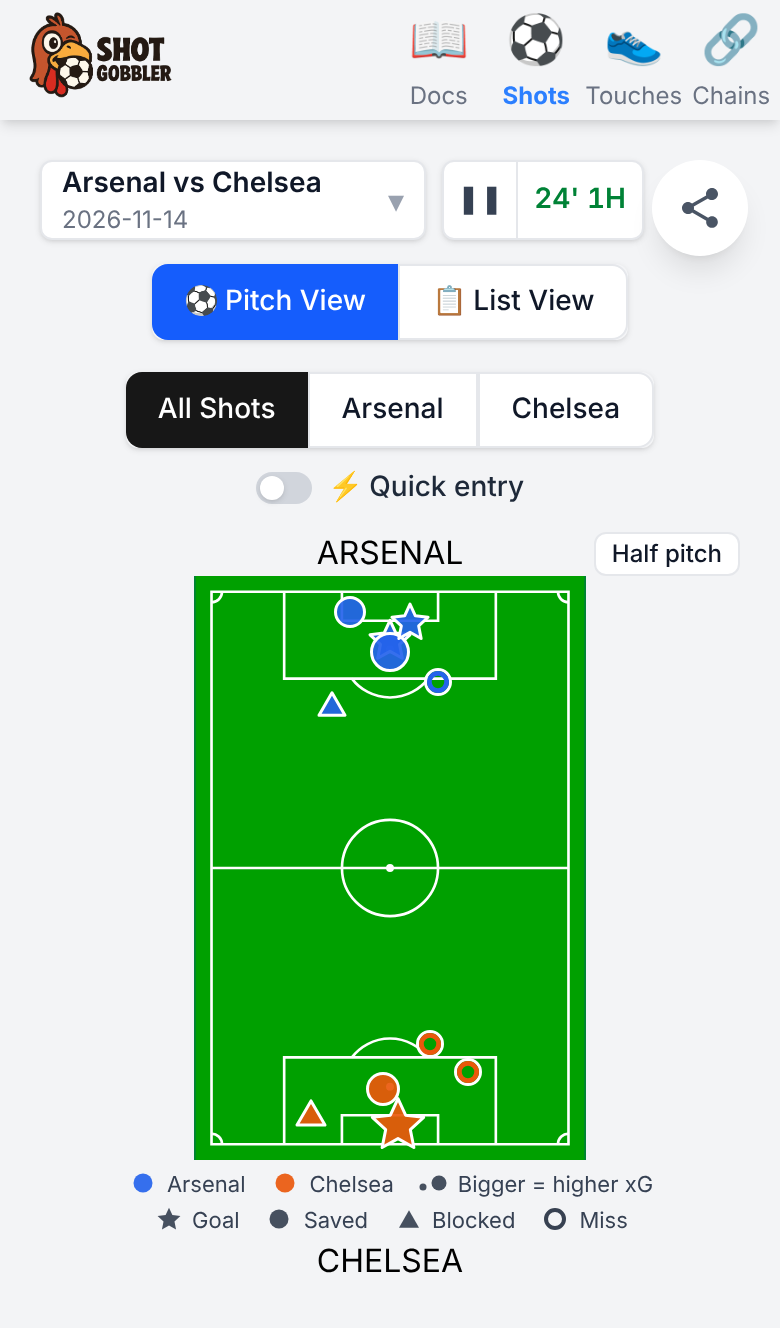 SHOT
GOBBLER
Docs
Shots
Touches
Chains
Arsenal vs Chelsea
2026-11-14
24' 1H
Pitch View
List View
All Shots
Arsenal
Chelsea
Quick entry
ARSENAL
Half pitch
Arsenal
Chelsea
Bigger = higher xG
Goal
Saved
Blocked
Miss
CHELSEA